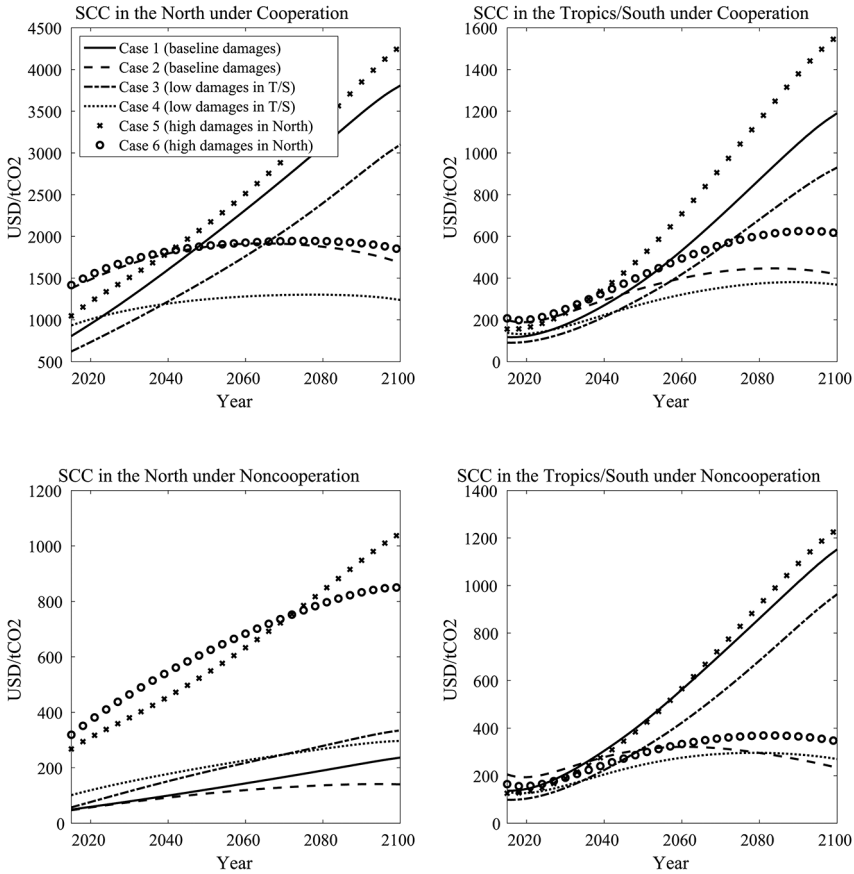 SCC in the North under Cooperation
4500
4000
3500
3000
2500
2000
1500
1000
500
USD/tCO2
Case 1 (baseline damages)
Case 2 (baseline damages)
Case 3 (low damages in T/S)
Case 4 (low damages in T/S)
Case 5 (high damages in North)
Case 6 (high damages in North)
2020 2040 2060 2080 2100
Year
SCC in the Tropics/South under Cooperation
1600
1400
1200
1000
800
600
400
200
0
USD/tCO2
2020 2040 2060 2080 2100
Year
SCC in the North under Noncooperation
1200
1000
800
600
400
200
0
USD/tCO2
2020 2040 2060 2080 2100
Year
SCC in the Tropics/South under Noncooperation
1400
1200
1000
800
600
400
200
0
USD/tCO2
2020 2040 2060 2080 2100
Year